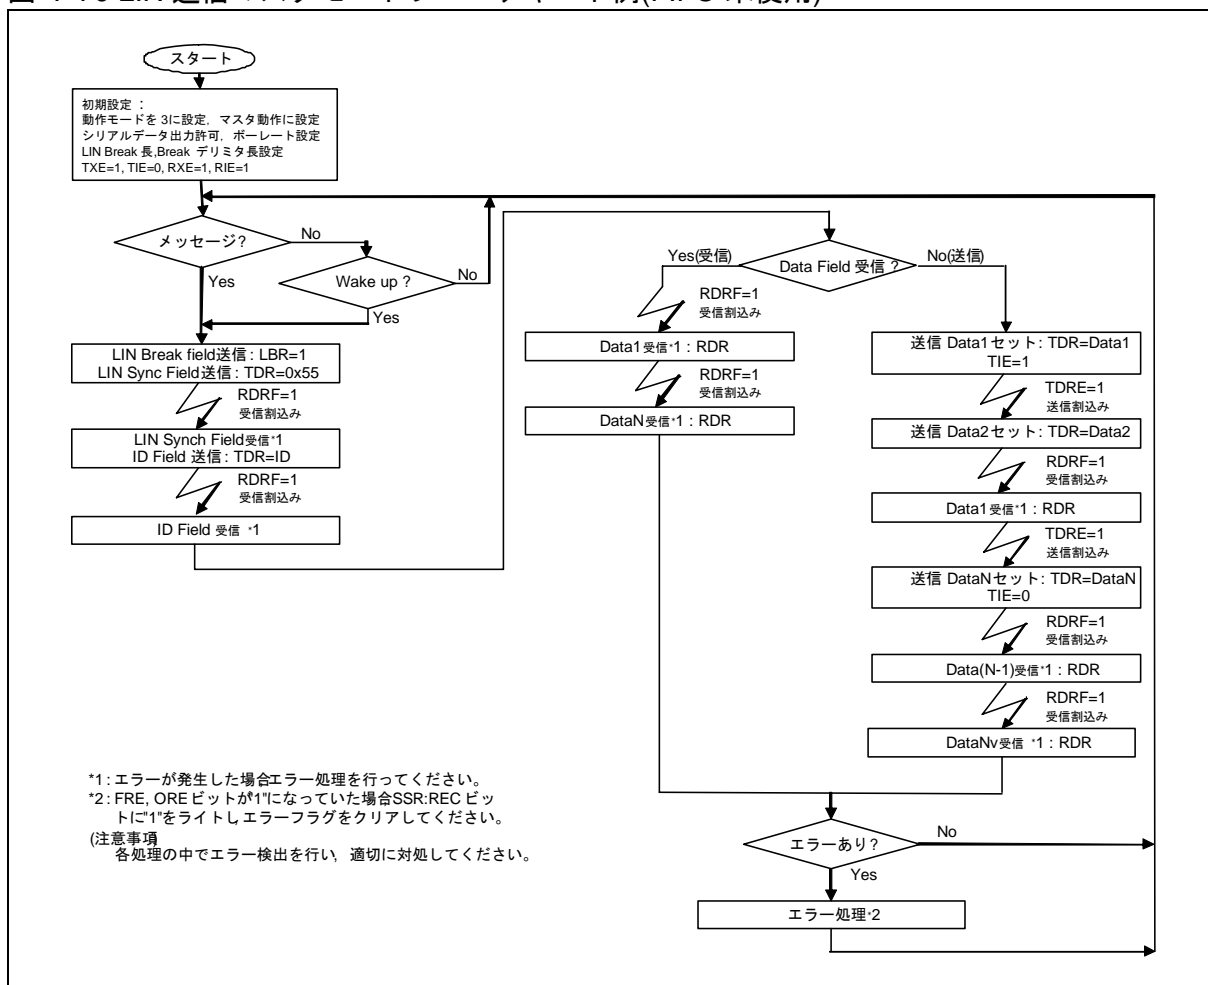 スタート
初期設定 :
動作モードを 3に設定, マスタ動作に設定
シリアルデータ出力許可, ボーレート設定
LIN Break 長,Break デリミタ長設定
TXE=1, TIE=0, RXE=1, RIE=1
メッセージ?
No
Yes
Wake up ?
No
Yes
LIN Break field送信 : LBR=1
LIN Sync Field送信 : TDR=0x55
RDRF=1
受信割込み
LIN Synch Field受信*1
ID Field 送信 : TDR=ID
RDRF=1
受信割込み
ID Field 受信 *1
Data Field 受信 ?
Yes(受信)
No(送信)
RDRF=1
受信割込み
Data1受信*1 : RDR
RDRF=1
受信割込み
DataN受信*1 : RDR
送信 Data1セット : TDR=Data1
TIE=1
TDRE=1
送信割込み
送信 Data2セット : TDR=Data2
RDRF=1
受信割込み
Data1受信*1 : RDR
TDRE=1
送信割込み
送信 DataNセット : TDR=DataN
TIE=0
RDRF=1
受信割込み
Data(N-1)受信*1 : RDR
RDRF=1
受信割込み
DataNv受信 *1 : RDR
エラーあり?
No
Yes
エラー処理*2
*1 : エラーが発生した場合エラー処理を行ってください。
*2 : FRE, ORE ビットが"1"になっていた場合SSR:REC ビッ
トに"1"をライトし,エラーフラグをクリアしてください。
(注意事項)
各処理の中でエラー検出を行い, 適切に対処してください。